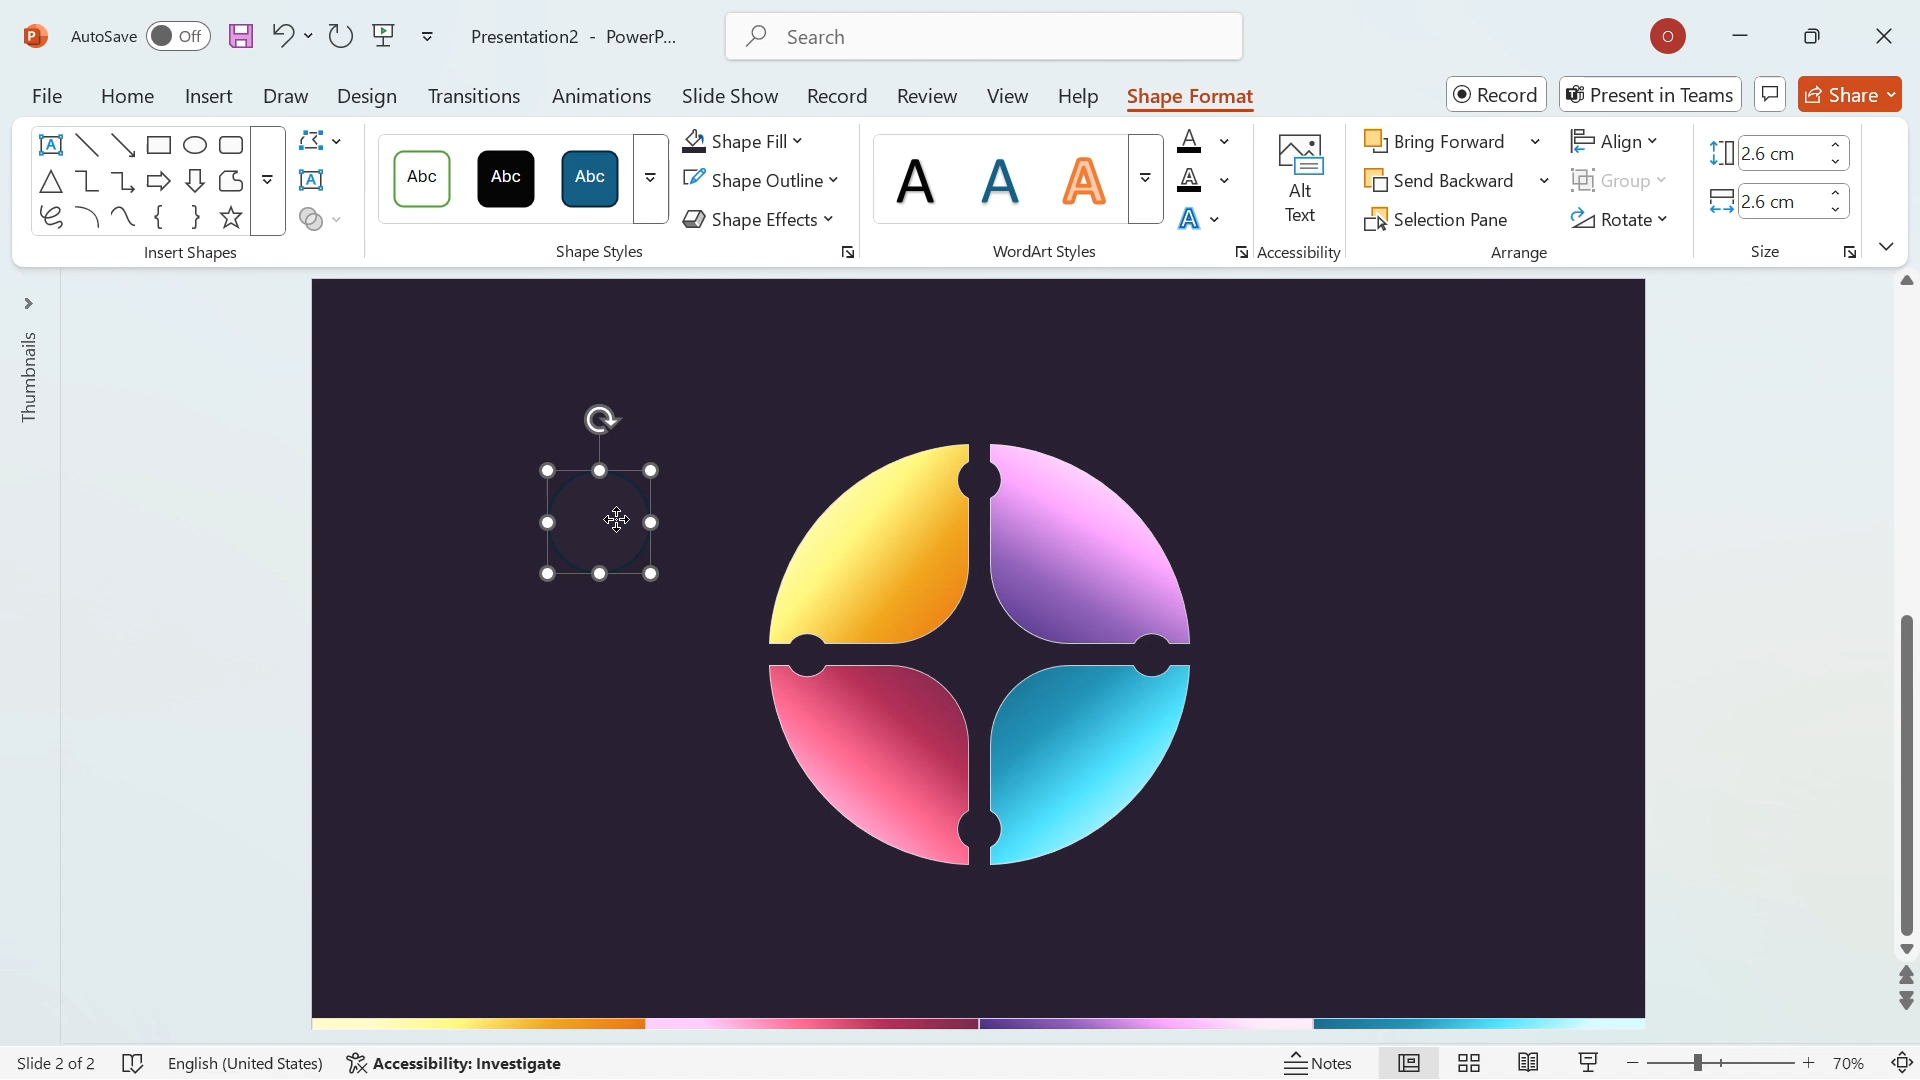 AutoSave Off Presentation2 - PowerP... Search O
File Home Insert Draw Design Transitions Animations Slide Show Record Review View Help Shape Format Record Present in Teams Share
Abc Abc Abc
Shape Fill
Shape Outline
Shape Effects
A A A
Alt
Text
Bring Forward
Send Backward
Selection Pane
Align
Group
Rotate
2.6 cm
2.6 cm
Insert Shapes Shape Styles WordArt Styles Accessibility Arrange Size
Thumbnails
Slide 2 of 2 English (United States) Accessibility: Investigate Notes 70%